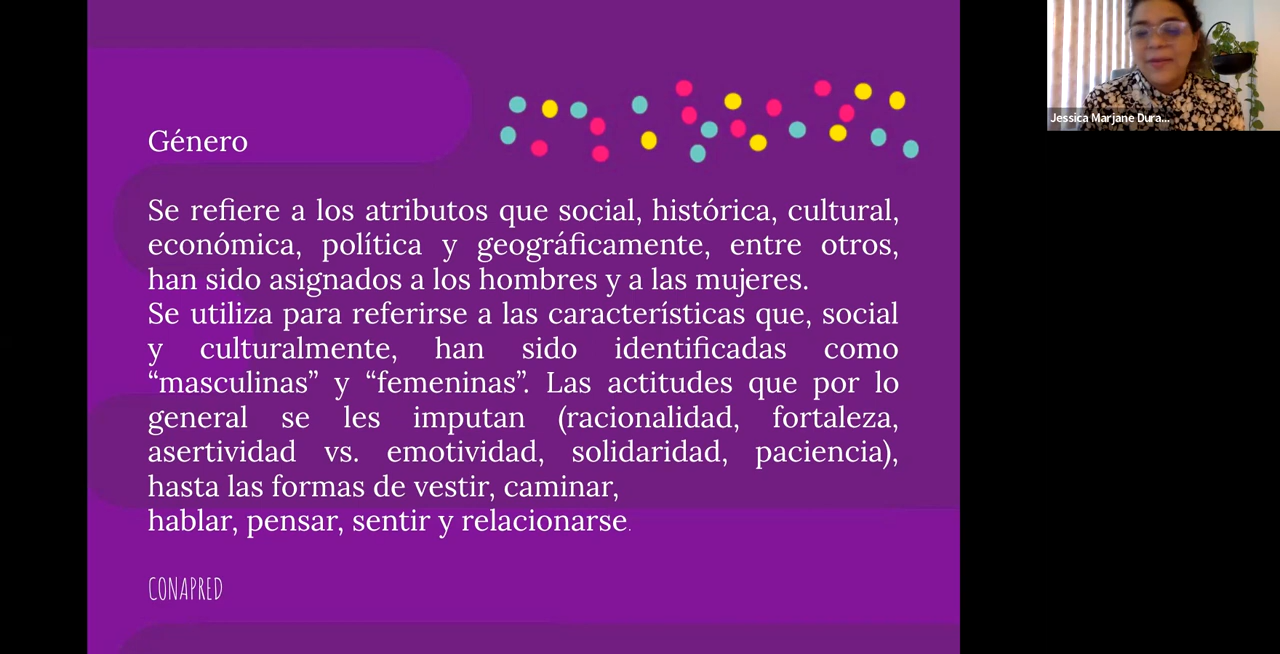 Género
Se refiere a los atributos que social, histórica, cultural,
económica, política y geográficamente, entre otros,
han sido asignados a los hombres y a las mujeres.
Se utiliza para referirse a las características que, social
y culturalmente, han sido identificadas como
“masculinas” y “femeninas”. Las actitudes que por lo
general se les imputan (racionalidad, fortaleza,
asertividad vs. emotividad, solidaridad, paciencia),
hasta las formas de vestir, caminar,
hablar, pensar, sentir y relacionarse.
CONAPRED
Jessica Marjane Dura...